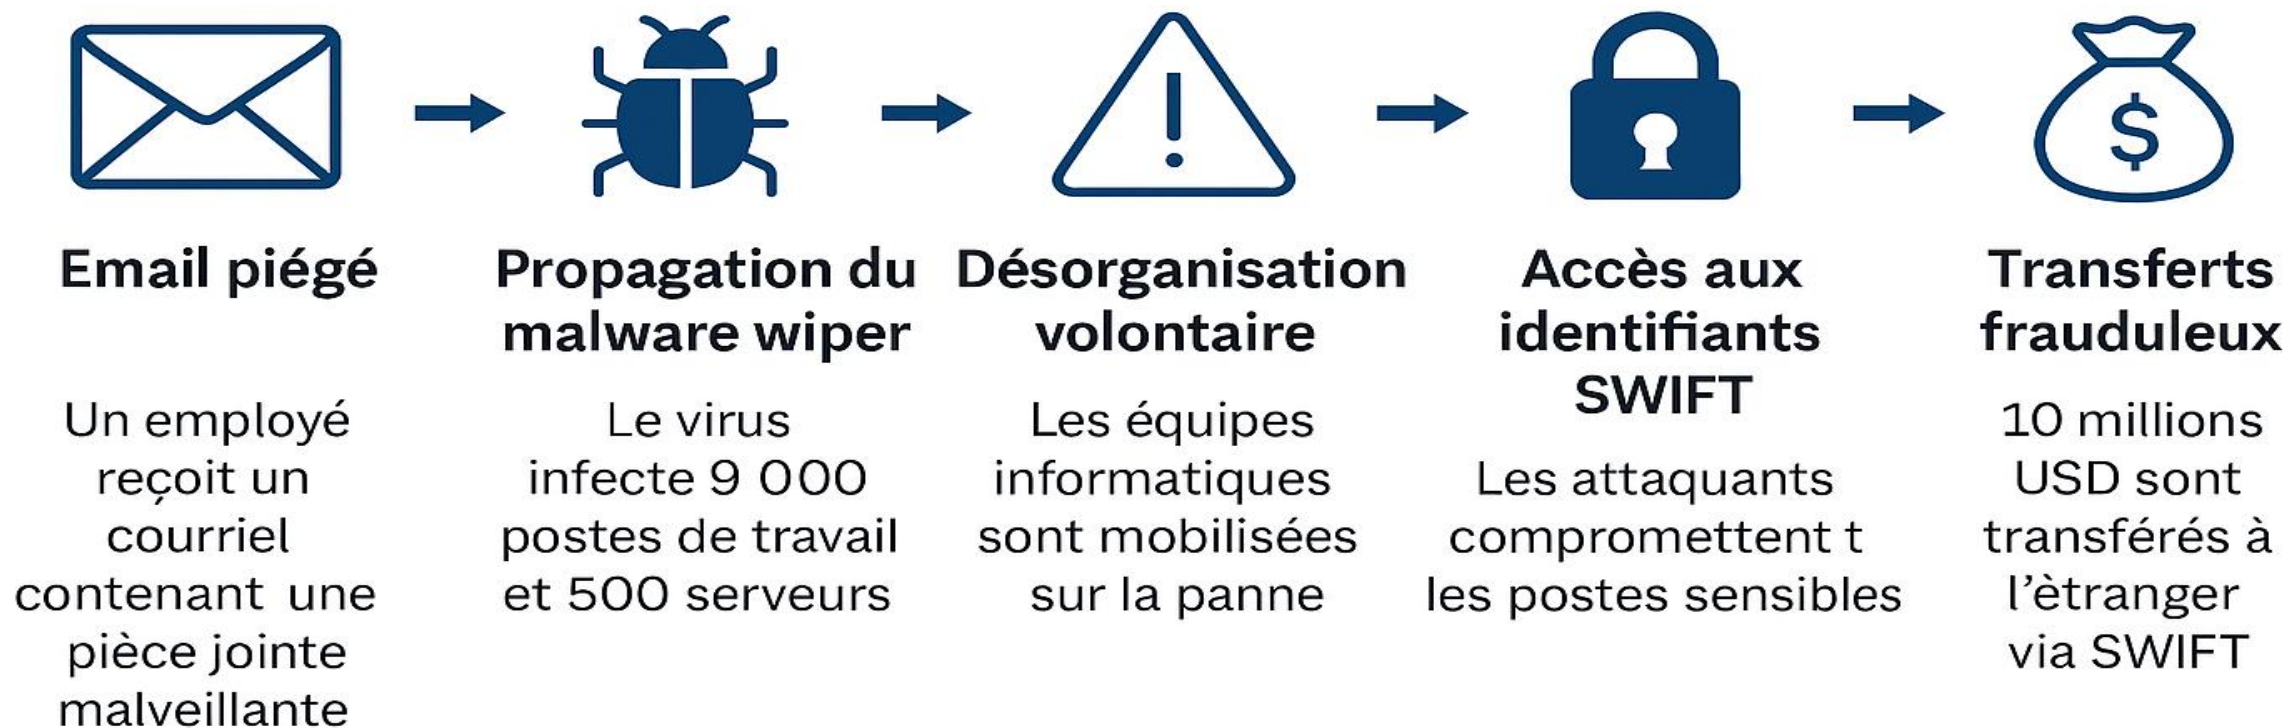 Email piégé
Un employé
reçoit un
courriel
contenant une
pièce jointe
malveillante
Propagation du
malware wiper
Le virus
infecte 9 000
postes de travail
et 500 serveurs
Désorganisation
volontaire
Les équipes
informatiques
sont mobilisées
sur la panne
Accès aux
identifiants
SWIFT
Les attaquants
compromettent t
les postes sensibles
$
Transferts
frauduleux
10 millions
USD sont
transférés à
l’ètranger
via SWIFT